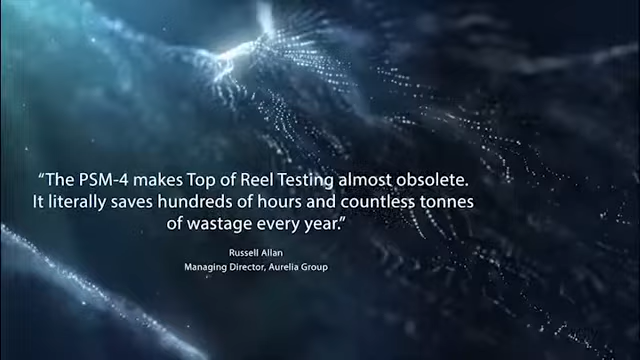 “The PSM-4 makes Top of Reel Testing almost obsolete.
It literally saves hundreds of hours and countless tonnes
of wastage every year.”
Russell Allan
Managing Director, Aurelia Group